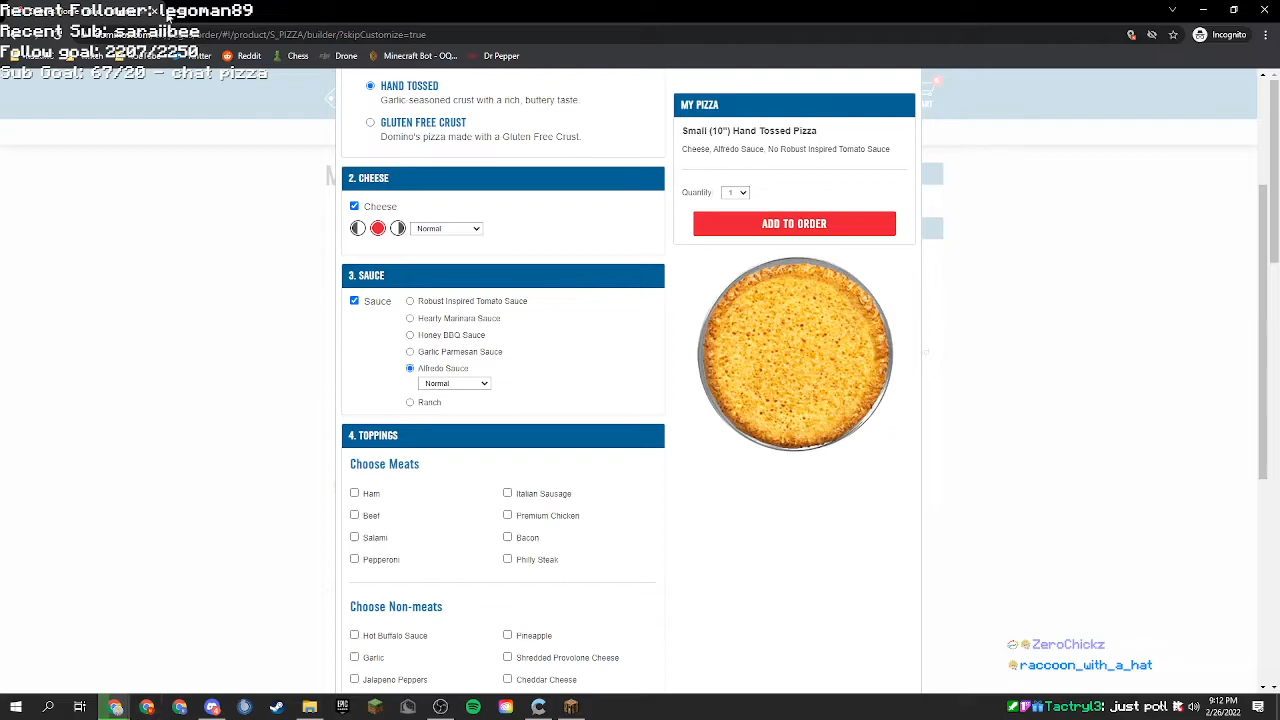 Recent Follower: legoman89
order/#!/product/S_PIZZA/builder/?skipCustomize=true
Incognito
Follow goal: 2207/2250
Reddit
Chess
Drone
Minecraft Bot - OQ...
Dr Pepper
Sub Goal: 67/20 - chat pizza
HAND TOSSED
Garlic seasoned crust with a rich, buttery taste.
GLUTEN FREE CRUST
Domino's pizza made with a Gluten Free Crust.
2. CHEESE
Cheese
Normal
3. SAUCE
Sauce
Robust Inspired Tomato Sauce
Hearty Marinara Sauce
Honey BBQ Sauce
Garlic Parmesan Sauce
Alfredo Sauce
Normal
Ranch
4. TOPPINGS
Choose Meats
Ham
Italian Sausage
Beef
Premium Chicken
Salami
Bacon
Pepperoni
Philly Steak
Choose Non-meats
Hot Buffalo Sauce
Pineapple
Garlic
Shredded Provolone Cheese
Jalapeno Peppers
Cheddar Cheese
MY PIZZA
Small (10") Hand Tossed Pizza
Cheese, Alfredo Sauce, No Robust Inspired Tomato Sauce
Quantity:
1
ADD TO ORDER
ZeroChickz
raccoon_with_a_hat
Tactryl3: just poll
9:12 PM
2/26/2022